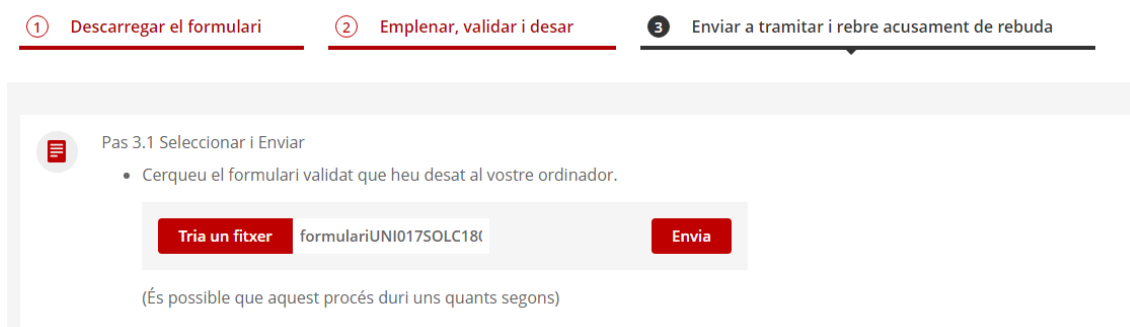 1 Descarregar el formulari 2 Emplenar, validar i desar 3 Enviar a tramitar i rebre acusament de rebuda
Pas 3.1 Seleccionar i Enviar
• Cerqueu el formulari validat que heu desat al vostre ordinador.
Tria un fitxer formulariUNI017SOLC180 Envia
(És possible que aquest procés duri uns quants segons)